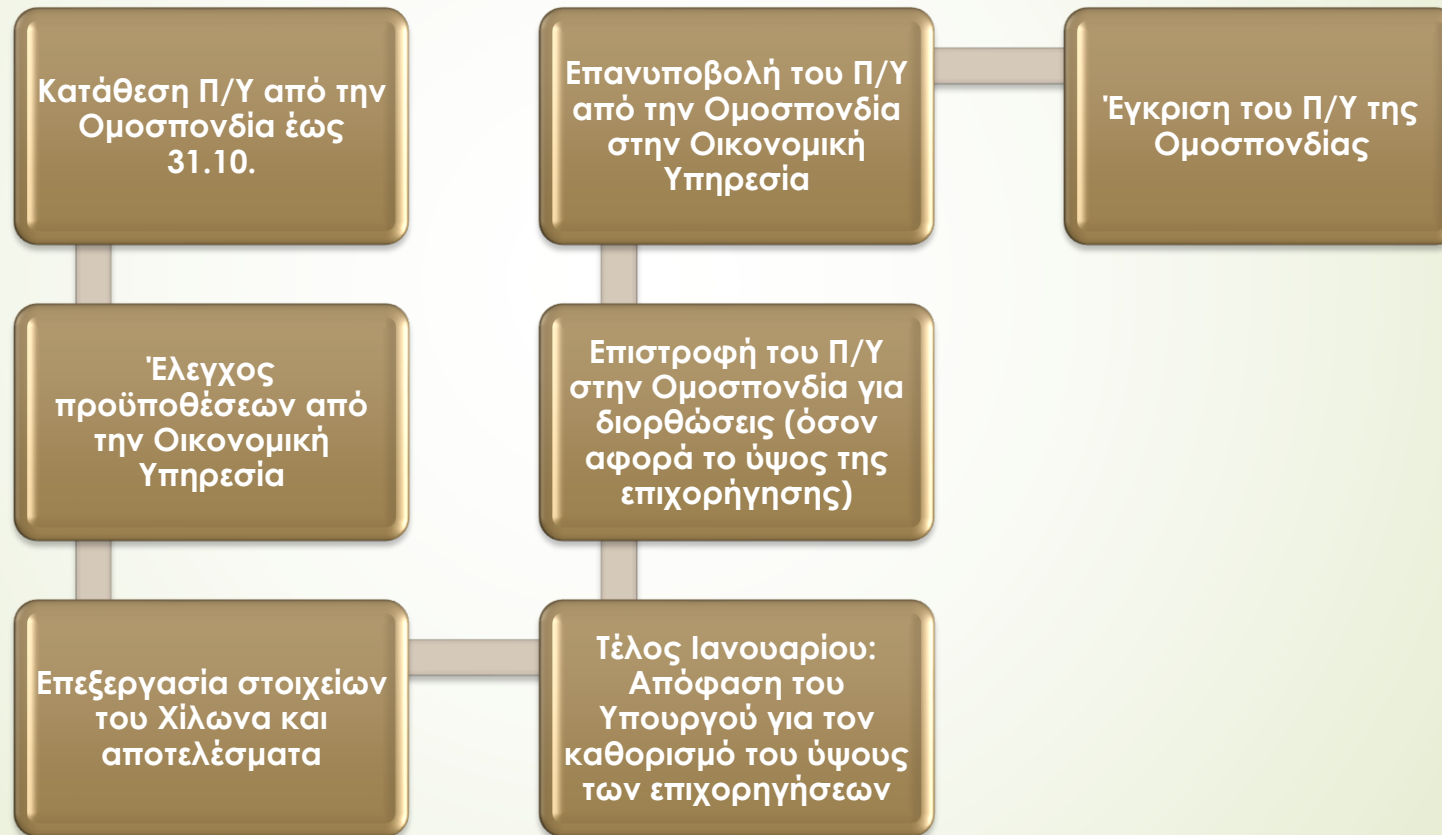 Κατάθεση Π/Υ από την
Ομοσπονδία έως
31.10.
Έλεγχος
προϋποθέσεων από
την Οικονομική
Υπηρεσία
Επεξεργασία στοιχείων
του Χίλωνα και
αποτελέσματα
Τέλος Ιανουαρίου:
Απόφαση του
Υπουργού για τον
καθορισμό του ύψους
των επιχορηγήσεων
Επιστροφή του Π/Υ
στην Ομοσπονδία για
διορθώσεις (όσον
αφορά το ύψος της
επιχορήγησης)
Επανυποβολή του Π/Υ
από την Ομοσπονδία
στην Οικονομική
Υπηρεσία
Έγκριση του Π/Υ της
Ομοσπονδίας